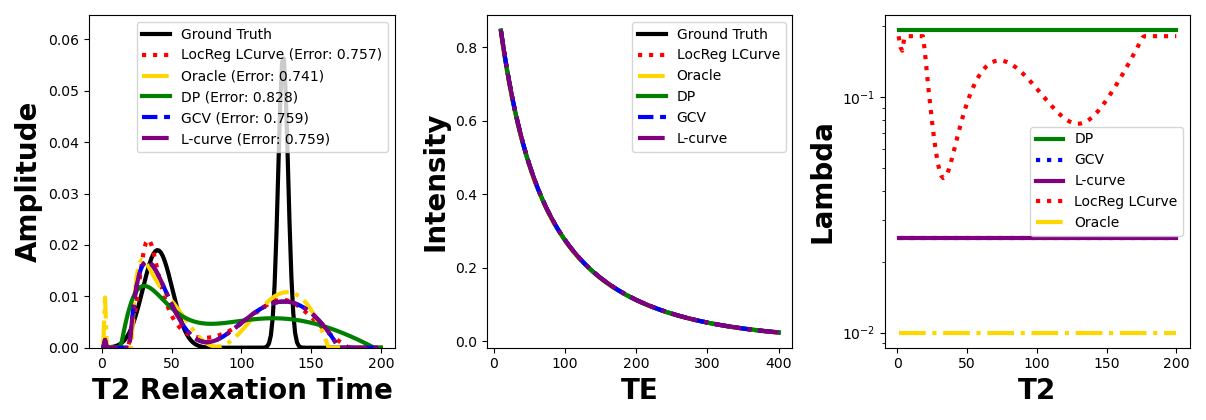 Amplitude
0.06
0.05
0.04
0.03
0.02
0.01
0.00
0
50
100
150
200
T2 Relaxation Time
Ground Truth
LocReg LCurve (Error: 0.757)
Oracle (Error: 0.741)
DP (Error: 0.828)
GCV (Error: 0.759)
L-curve (Error: 0.759)
Intensity
0.8
0.6
0.4
0.2
0.0
0
100
200
300
400
TE
Ground Truth
LocReg LCurve
Oracle
DP
GCV
L-curve
Lambda
10⁻¹
10⁻²
0
50
100
150
200
T2
DP
GCV
L-curve
LocReg LCurve
Oracle